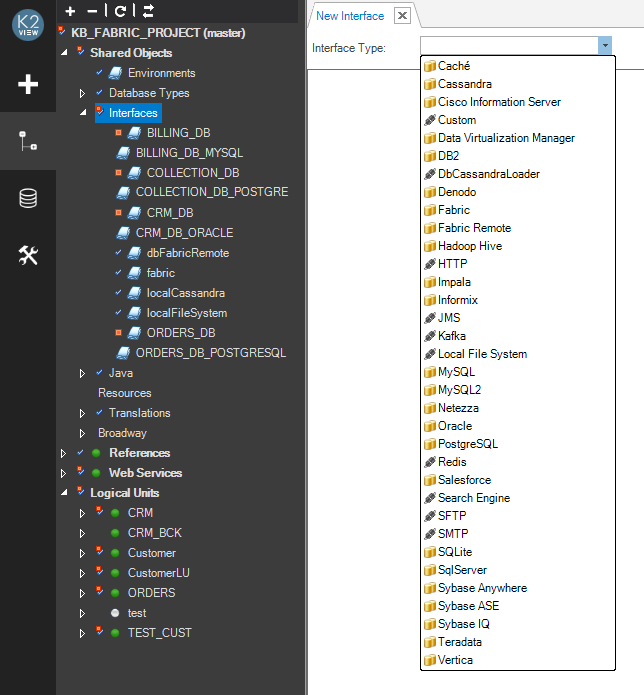 K2
VIEW
KB_FABRIC_PROJECT (master)
Shared Objects
Environments
Database Types
Interfaces
BILLING_DB
BILLING_DB_MYSQL
COLLECTION_DB
COLLECTION_DB_POSTGRE
CRM_DB
CRM_DB_ORACLE
dbFabricRemote
fabric
localCassandra
localFileSystem
ORDERS_DB
ORDERS_DB_POSTGRESQL
Java
Resources
Translations
Broadway
References
Web Services
Logical Units
CRM
CRM_BCK
Customer
CustomerLU
ORDERS
test
TEST_CUST
New Interface
Interface Type:
Caché
Cassandra
Cisco Information Server
Custom
Data Virtualization Manager
DB2
DbCassandraLoader
Denodo
Fabric
Fabric Remote
Hadoop Hive
HTTP
Impala
Informix
JMS
Kafka
Local File System
MySQL
MySQL2
Netezza
Oracle
PostgreSQL
Redis
Salesforce
Search Engine
SFTP
SMTP
SQLite
SqlServer
Sybase Anywhere
Sybase ASE
Sybase IQ
Teradata
Vertica